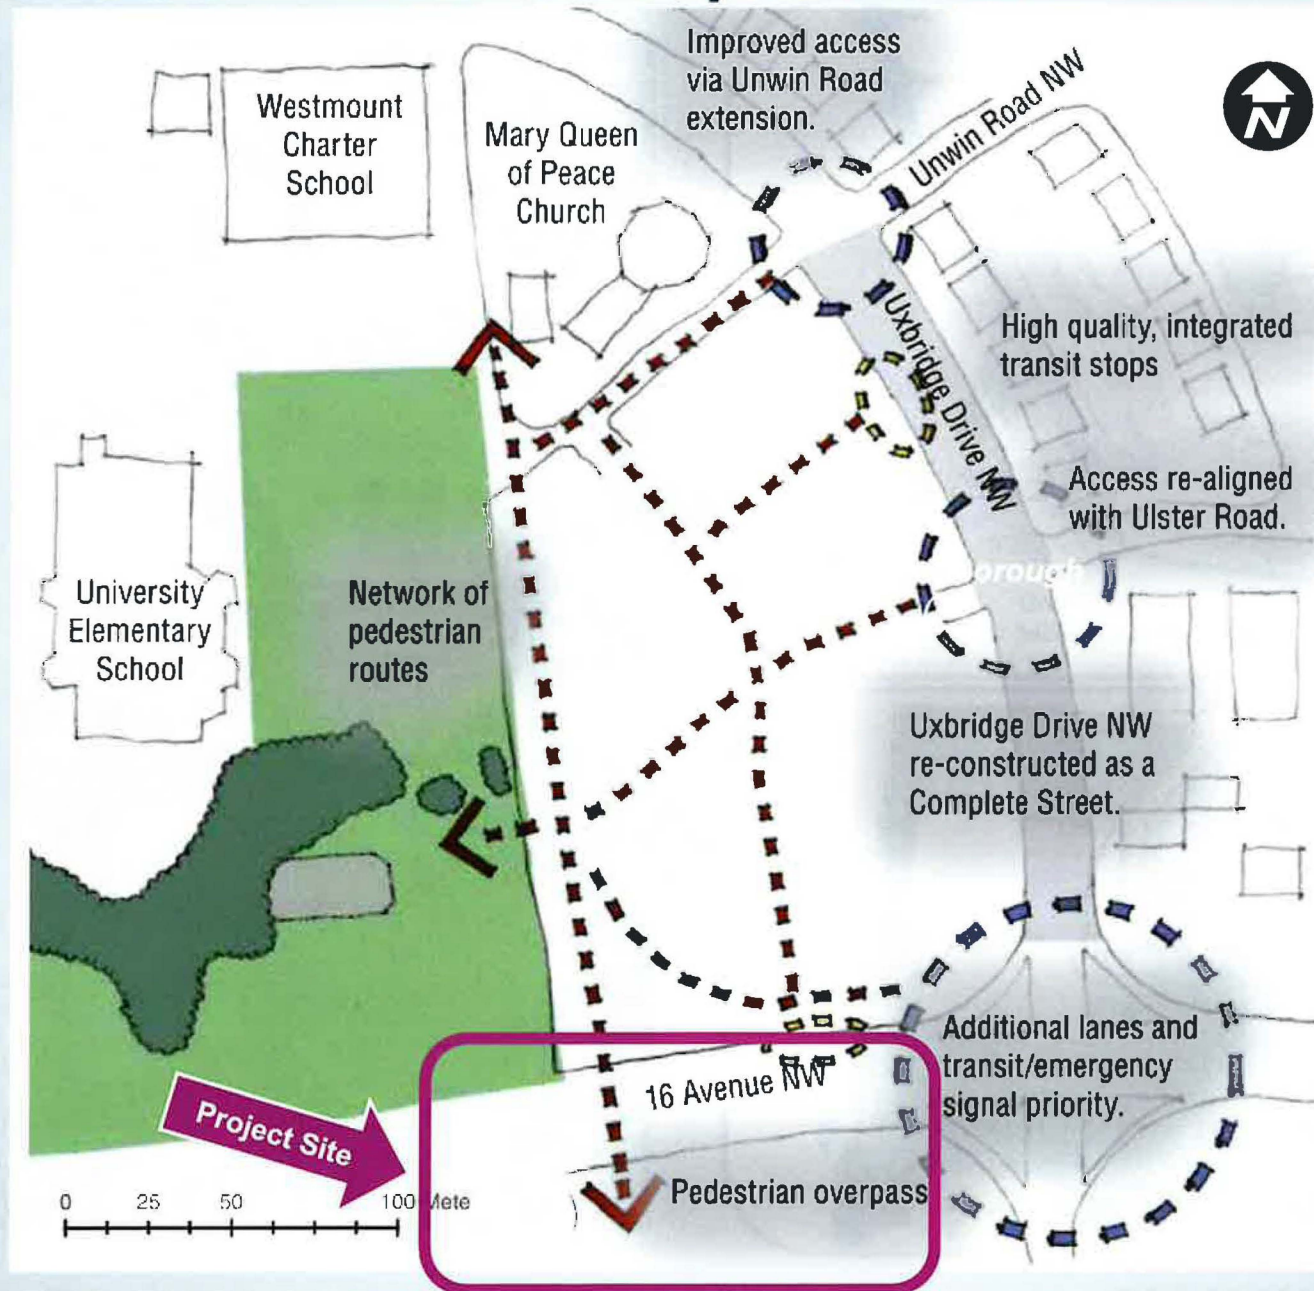 Improved access
via Unwin Road
extension.
Unwin Road NW
N
Westmount
Charter
School
Mary Queen
of Peace
Church
Uxbridge Drive NW
High quality, integrated
transit stops
Access re-aligned
with Ulster Road.
orough
University
Elementary
School
Network of
pedestrian
routes
Uxbridge Drive NW
re-constructed as a
Complete Street.
Additional lanes and
transit/emergency
signal priority.
16 Avenue NW
Project Site
Pedestrian overpass
0 25 50 100 Mete